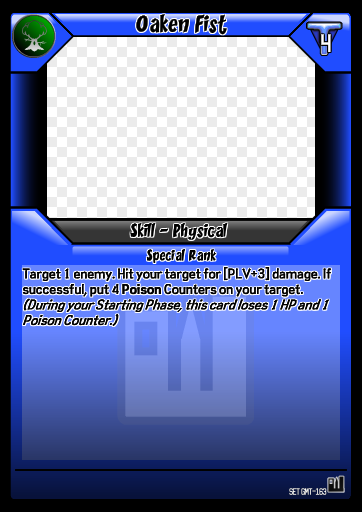 Oaken Fist
4
Skill - Physical
Special Rank
Target 1 enemy. Hit your target for [PLV+3] damage. If
successful, put 4 Poison Counters on your target.
(During your Starting Phase, this card loses 1 HP and 1
Poison Counter.)
SET GMT-163